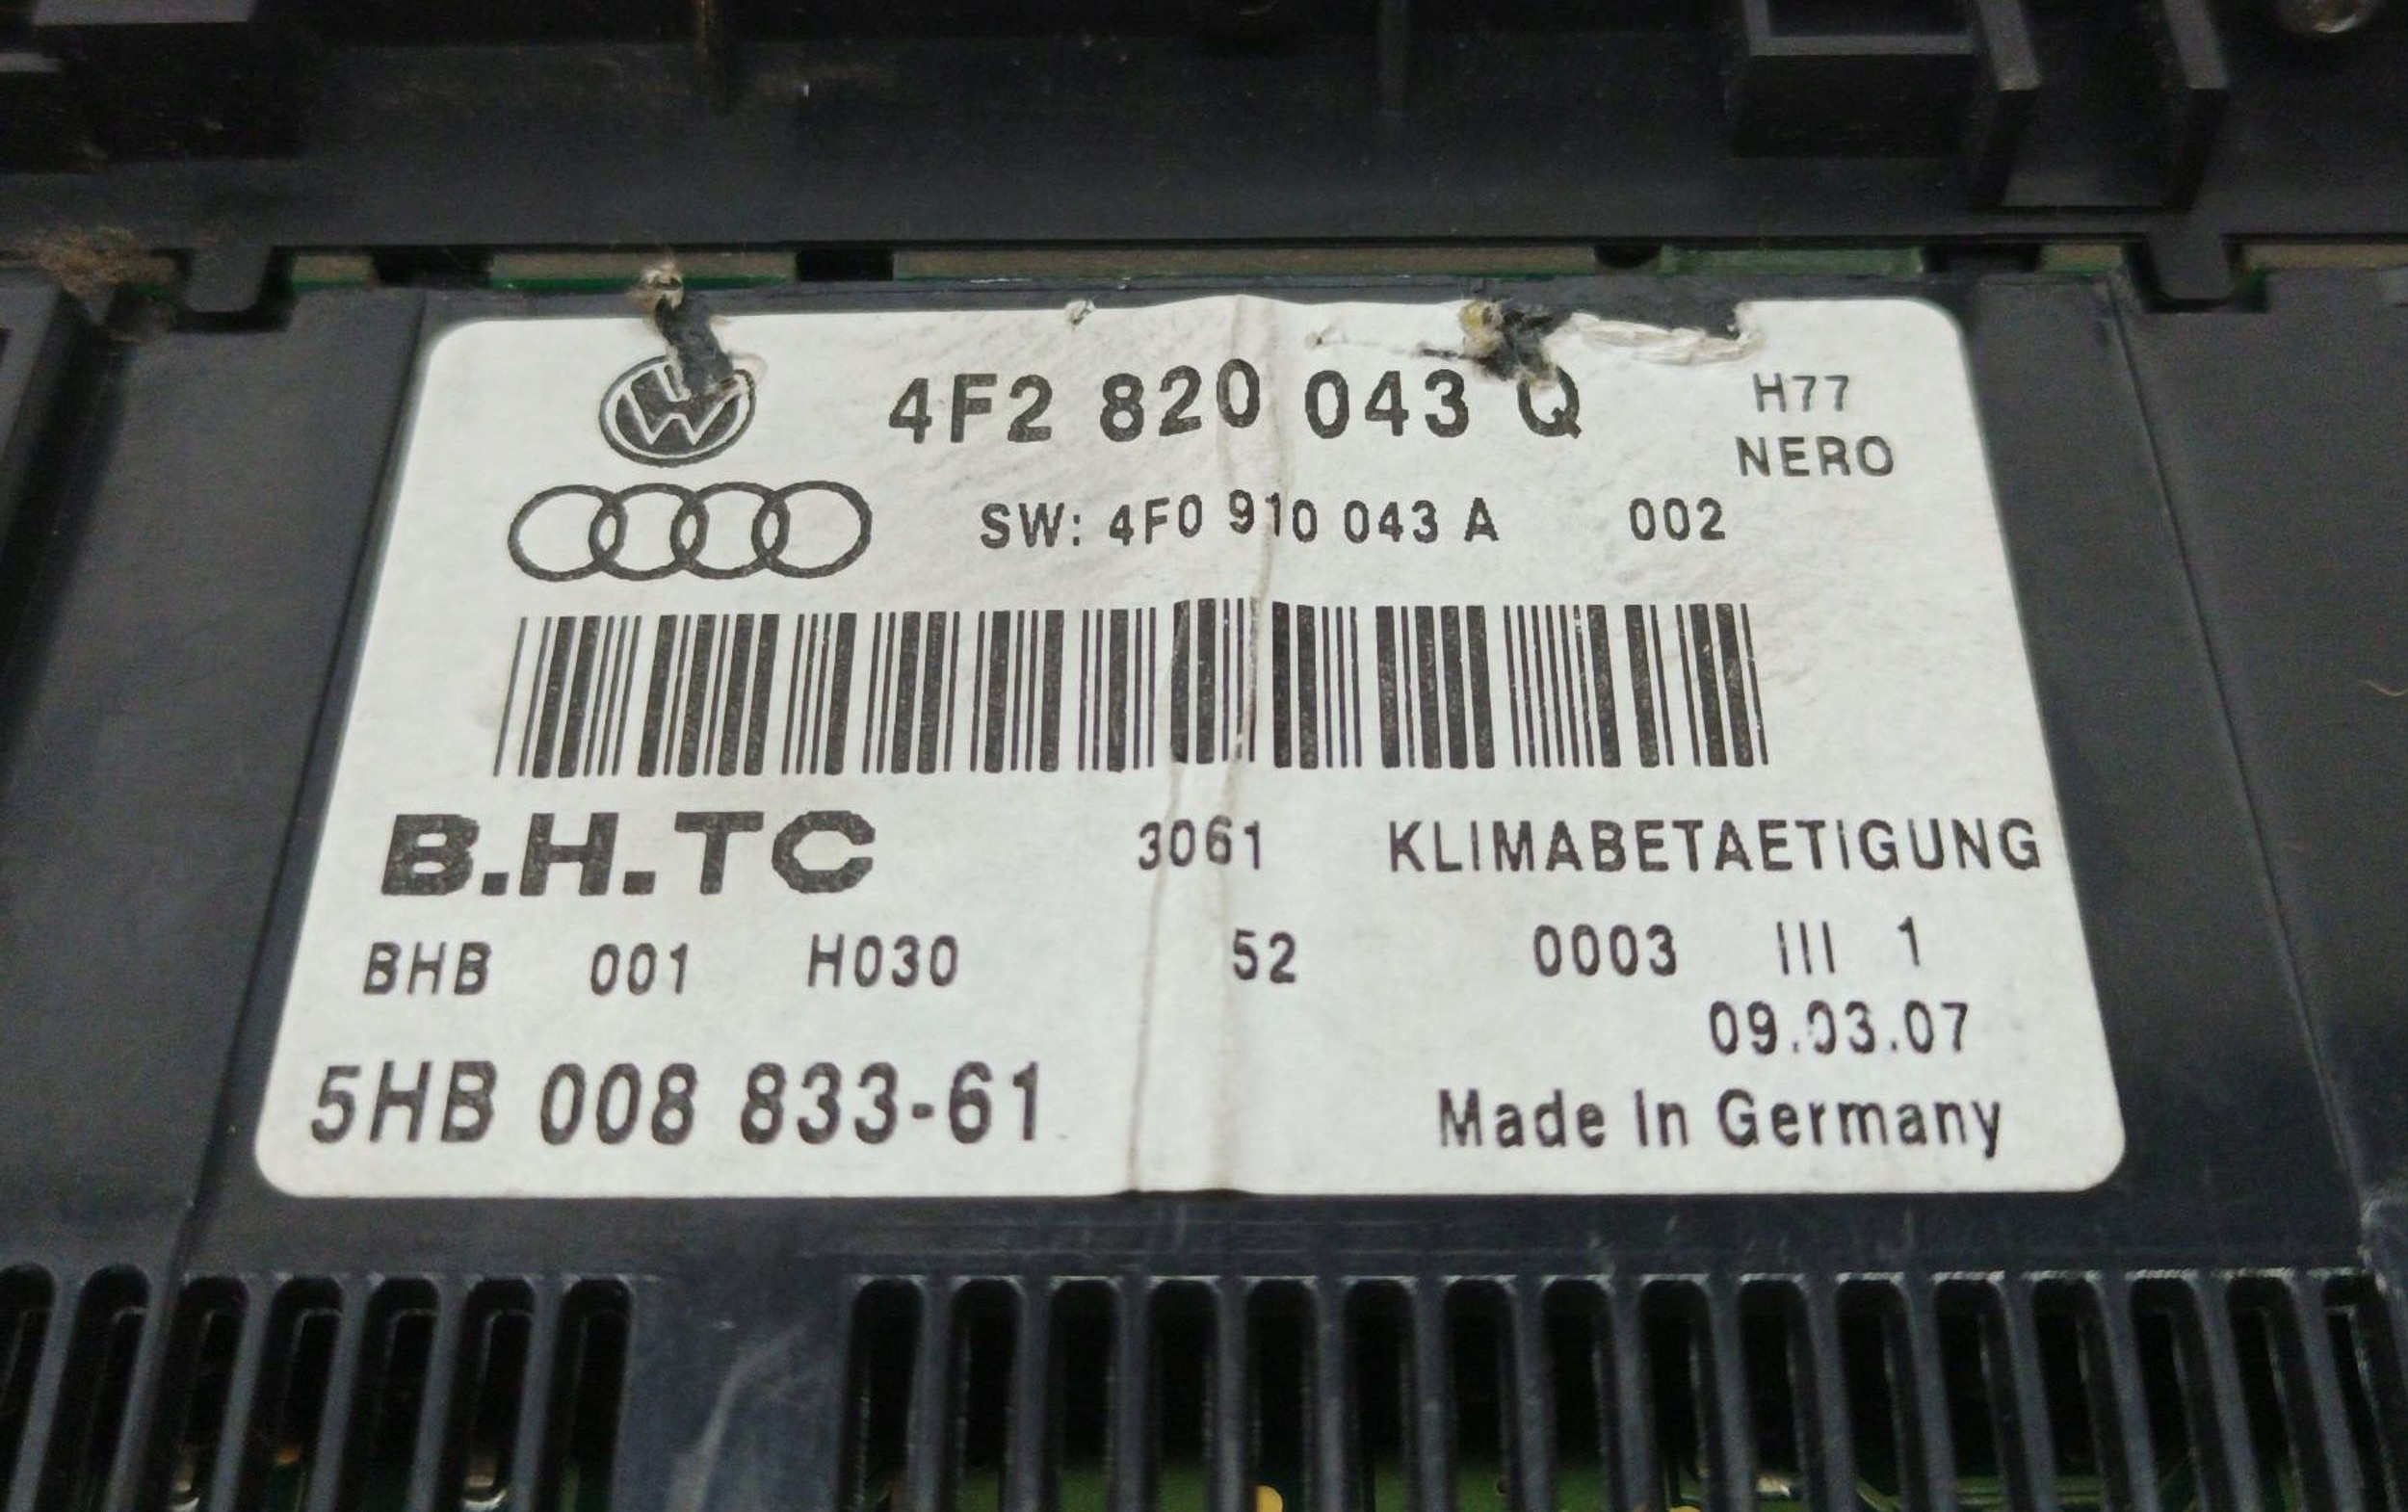 4F2 820 043 Q H77
NERO
SW: 4F0 910 043 A 002
B.H.TC 3061 KLIMABETAETIGUNG
BHB 001 H030 52 0003 III 1
09.03.07
5HB 008 833-61 Made In Germany